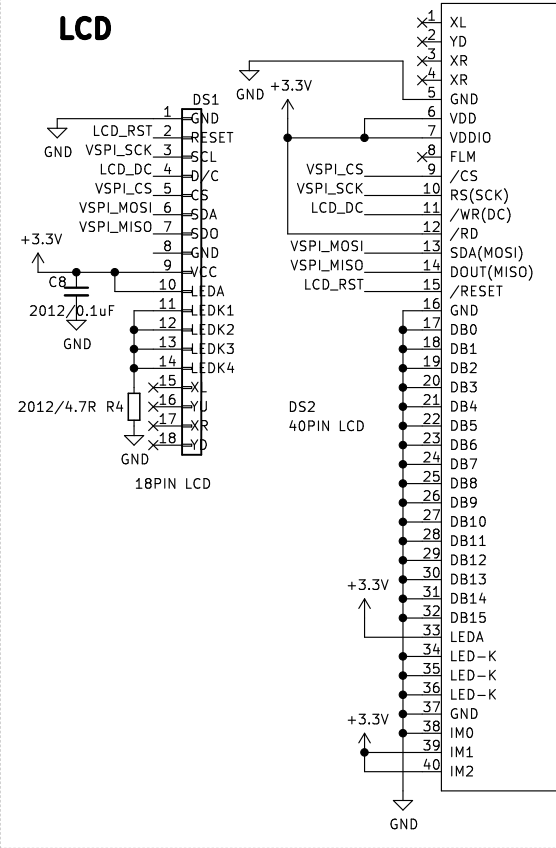 LCD
DS1
1 GND
GND
LCD_RST 2 RESET
VSPI_SCK 3 SCL
LCD_DC 4 D/C
VSPI_CS 5 CS
VSPI_MOSI 6 SDA
VSPI_MISO 7 SDO
8 GND
+3.3V
9 VCC
C8
10 LEDA
2012/0.1uF
11 LEDK1
GND
12 LEDK2
13 LEDK3
14 LEDK4
15 XL
2012/4.7R R4
16 YU
17 XR
GND
18 YD
18PIN LCD
1 XL
2 YD
3 XR
4 XR
GND
+3.3V
5 GND
6 VDD
7 VDDIO
8 FLM
VSPI_CS 9 /CS
VSPI_SCK 10 RS(SCK)
LCD_DC 11 /WR(DC)
12 /RD
VSPI_MOSI 13 SDA(MOSI)
VSPI_MISO 14 DOUT(MISO)
LCD_RST 15 /RESET
16 GND
17 DB0
18 DB1
19 DB2
20 DB3
DS2
40PIN LCD
21 DB4
22 DB5
23 DB6
24 DB7
25 DB8
26 DB9
27 DB10
28 DB11
29 DB12
+3.3V
30 DB13
31 DB14
32 DB15
33 LEDA
34 LED-K
35 LED-K
36 LED-K
+3.3V
37 GND
38 IM0
39 IM1
40 IM2
GND